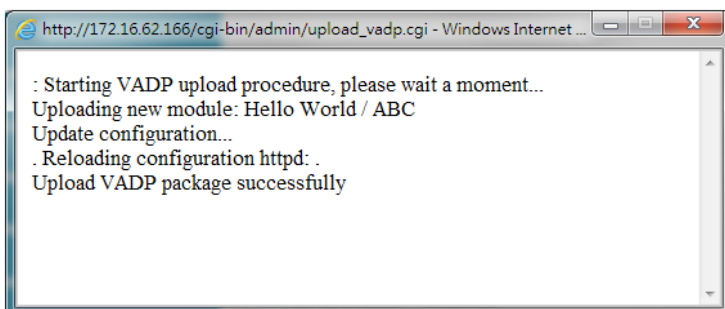 http://172.16.62.166/cgi-bin/admin/upload_vadp.cgi - Windows Internet ...
: Starting VADP upload procedure, please wait a moment...
Uploading new module: Hello World / ABC
Update configuration...
. Reloading configuration httpd: .
Upload VADP package successfully